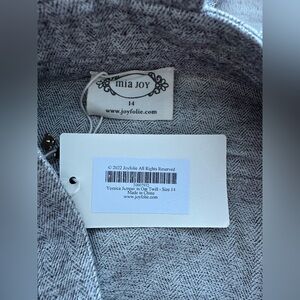 mia JOY
14
www.joyfolie.com
© 2022 Joyfolie All Rights Reserved
Vernica Jumper in Oat Twill - Size 14
Made in China
www.joyfolie.com